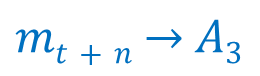 m_{t + n} → A_3